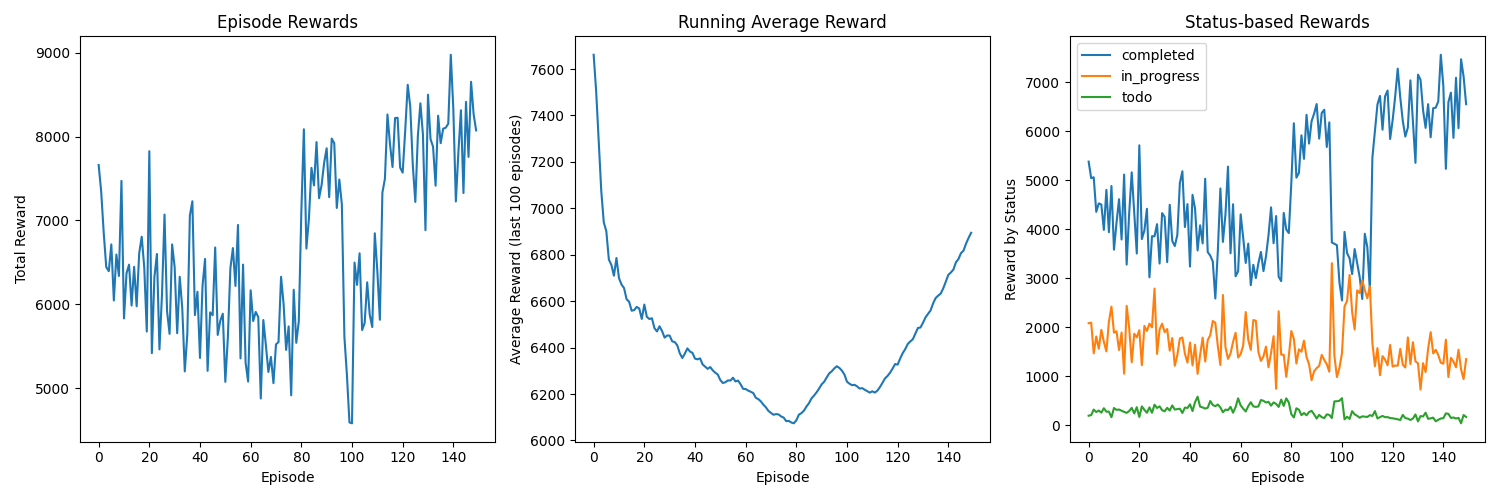 Episode Rewards
Total Reward
9000
8000
7000
6000
5000
0 20 40 60 80 100 120 140
Episode
Running Average Reward
Average Reward (last 100 episodes)
7600
7400
7200
7000
6800
6600
6400
6200
6000
0 20 40 60 80 100 120 140
Episode
Status-based Rewards
completed
in_progress
todo
Reward by Status
7000
6000
5000
4000
3000
2000
1000
0
0 20 40 60 80 100 120 140
Episode